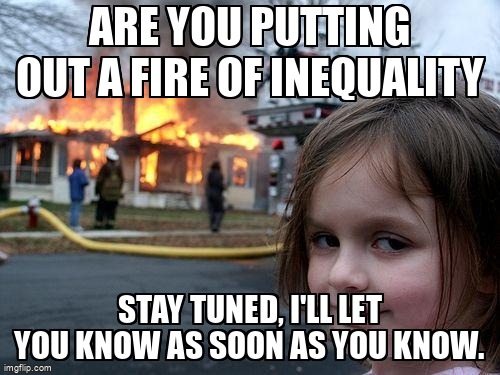 ARE YOU PUTTING
OUT A FIRE OF INEQUALITY
STAY TUNED, I'LL LET
YOU KNOW AS SOON AS YOU KNOW.
imgflip.com